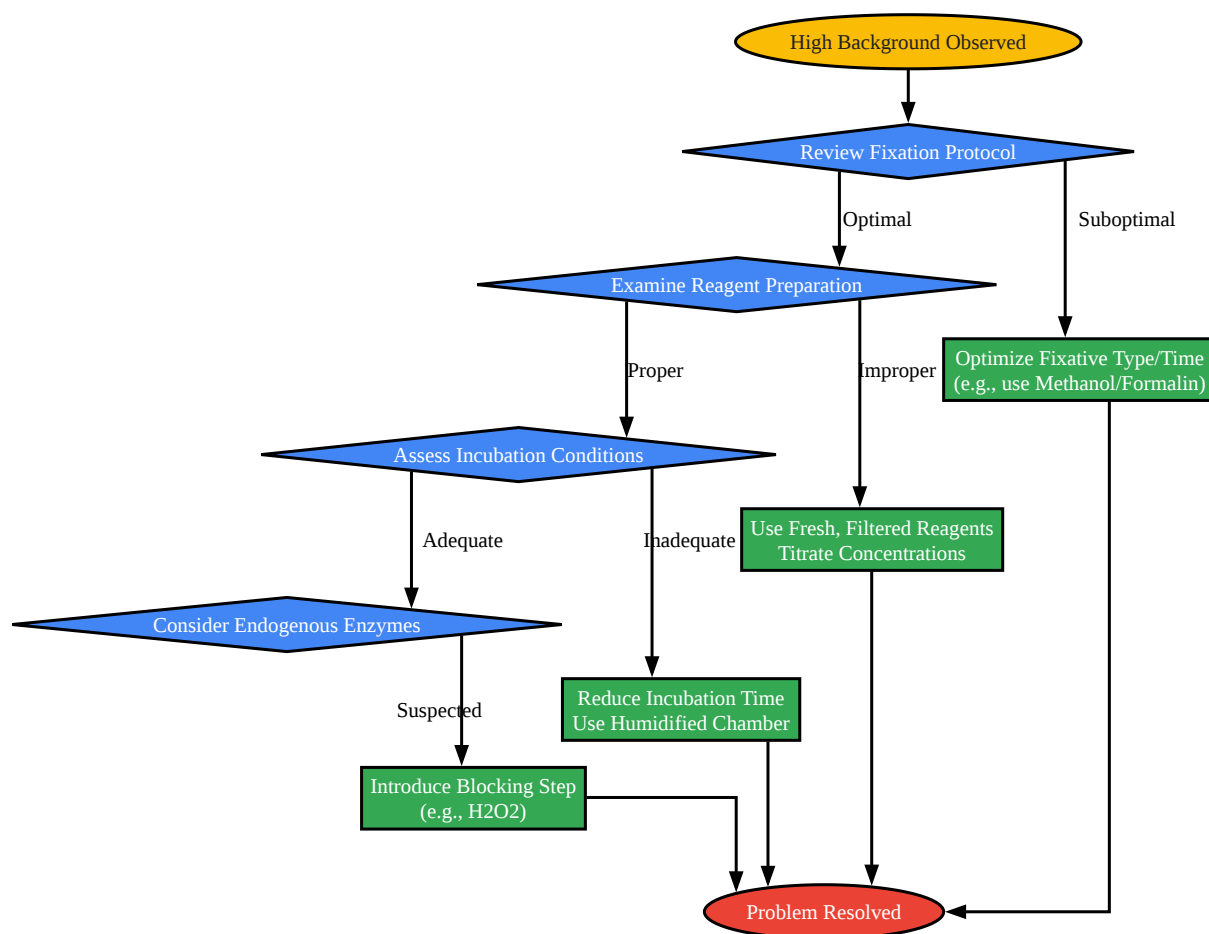 High Background Observed
Review Fixation Protocol
Optimal
Suboptimal
Examine Reagent Preparation
Proper
Improper
Optimize Fixative Type/Time
(e.g., use Methanol/Formalin)
Assess Incubation Conditions
Adequate
Inadequate
Use Fresh, Filtered Reagents
Titrate Concentrations
Consider Endogenous Enzymes
Suspected
Reduce Incubation Time
Use Humidified Chamber
Introduce Blocking Step
(e.g., H2O2)
Problem Resolved